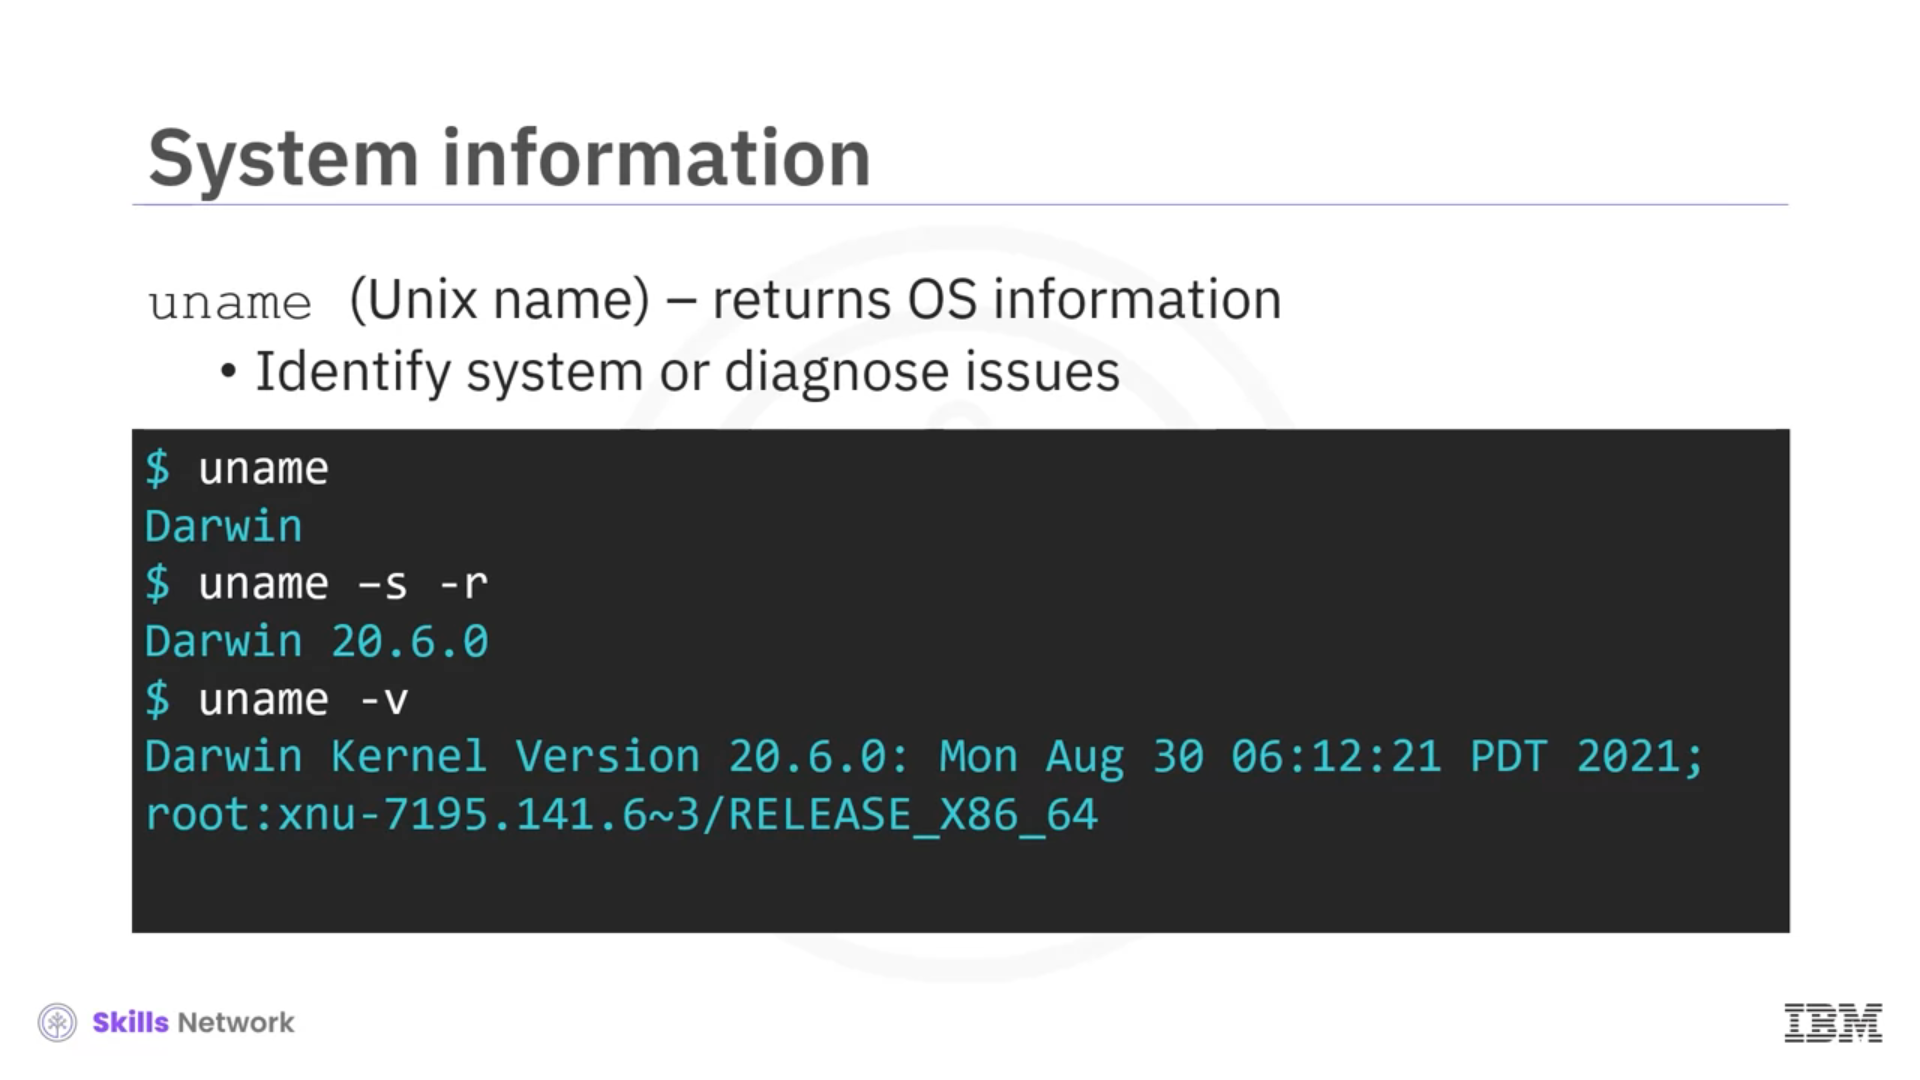 System information
uname (Unix name) – returns OS information
• Identify system or diagnose issues
$ uname
Darwin
$ uname –s -r
Darwin 20.6.0
$ uname -v
Darwin Kernel Version 20.6.0: Mon Aug 30 06:12:21 PDT 2021;
root:xnu-7195.141.6~3/RELEASE_X86_64
Skills Network
IBM